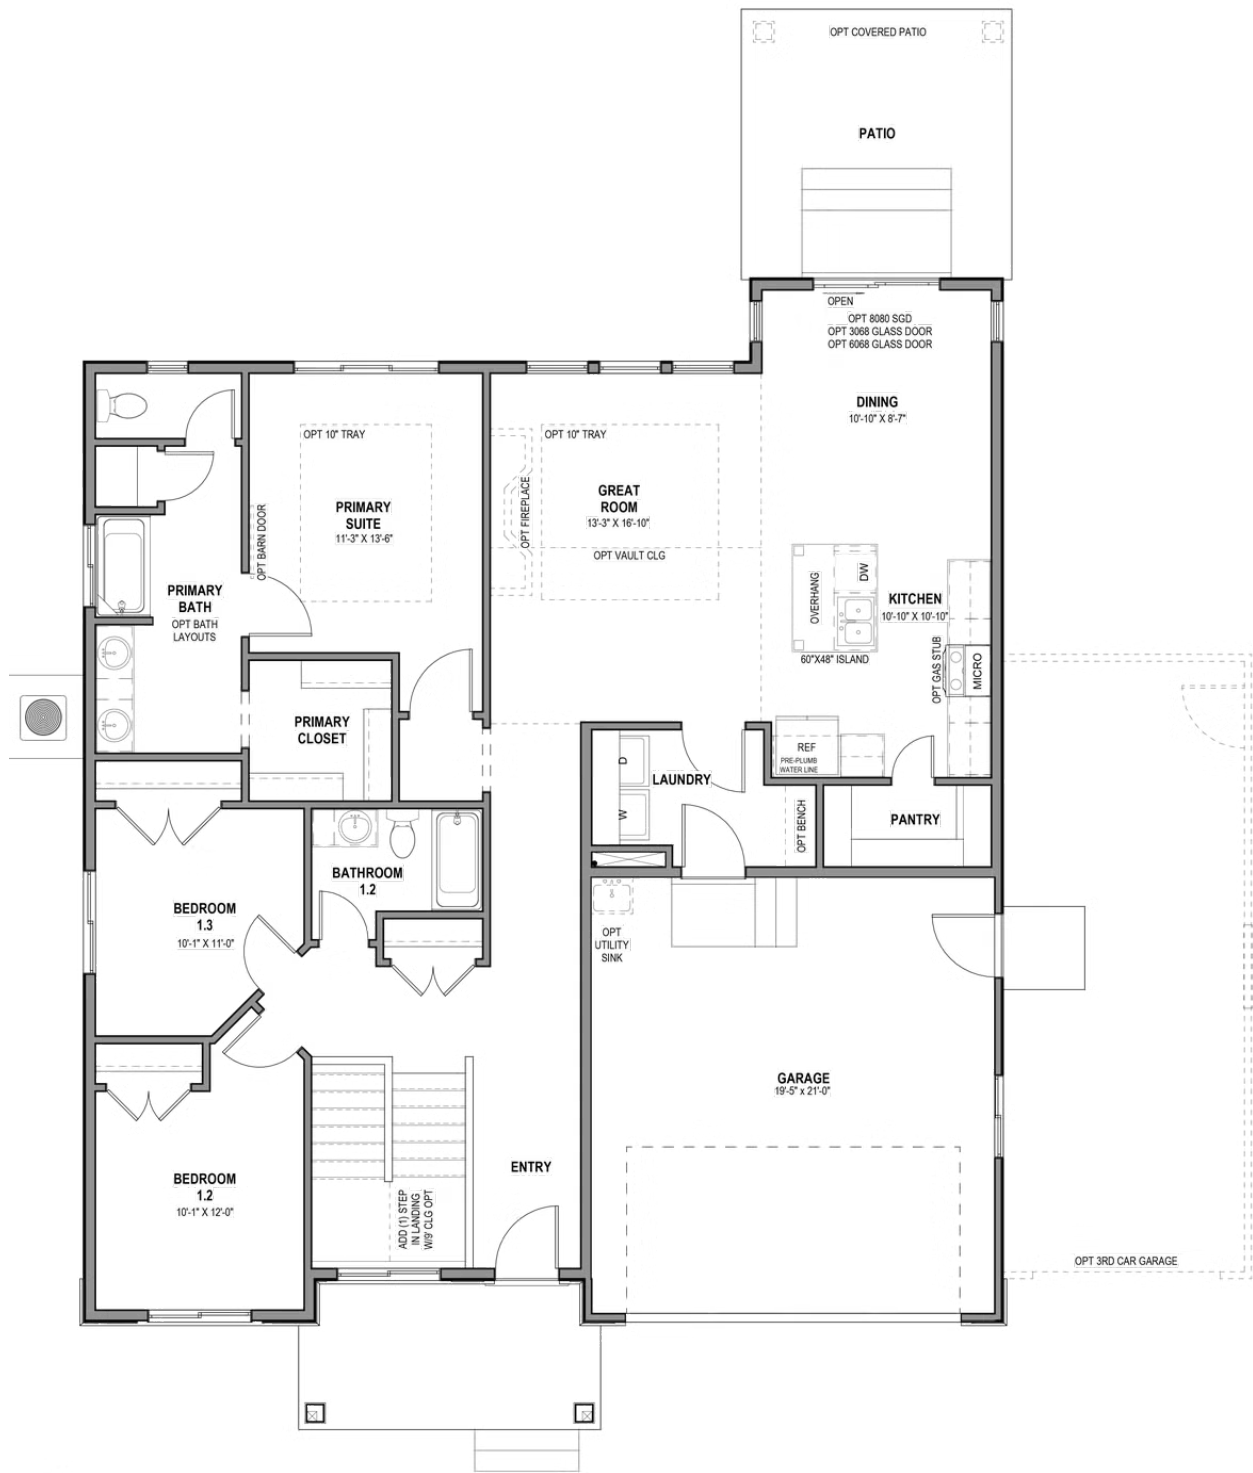 OPT COVERED PATIO
PATIO
OPEN
OPT 8080 SGD
OPT 3068 GLASS DOOR
OPT 6068 GLASS DOOR
DINING
10'-10" X 8'-7"
OPT 10" TRAY
OPT 10" TRAY
PRIMARY
SUITE
11'-3" X 13'-6"
GREAT
ROOM
13'-3" X 16'-10"
OPT FIREPLACE
OPT BARN DOOR
OPT VAULT CLG
PRIMARY
BATH
OPT BATH
LAYOUTS
OVERHANG
DW
KITCHEN
10'-10" X 10'-10"
60"X48" ISLAND
OPT GAS STUB
MICRO
PRIMARY
CLOSET
REF
PRE-PLUMB
WATER LINE
D
LAUNDRY
W
OPT BENCH
PANTRY
BATHROOM
1.2
BEDROOM
1.3
10'-1" X 11'-0"
OPT
UTILITY
SINK
GARAGE
19'-5" x 21'-0"
ENTRY
BEDROOM
1.2
10'-1" X 12'-0"
ADD (1) STEP
IN LANDING
W/9' CLG OPT
OPT 3RD CAR GARAGE